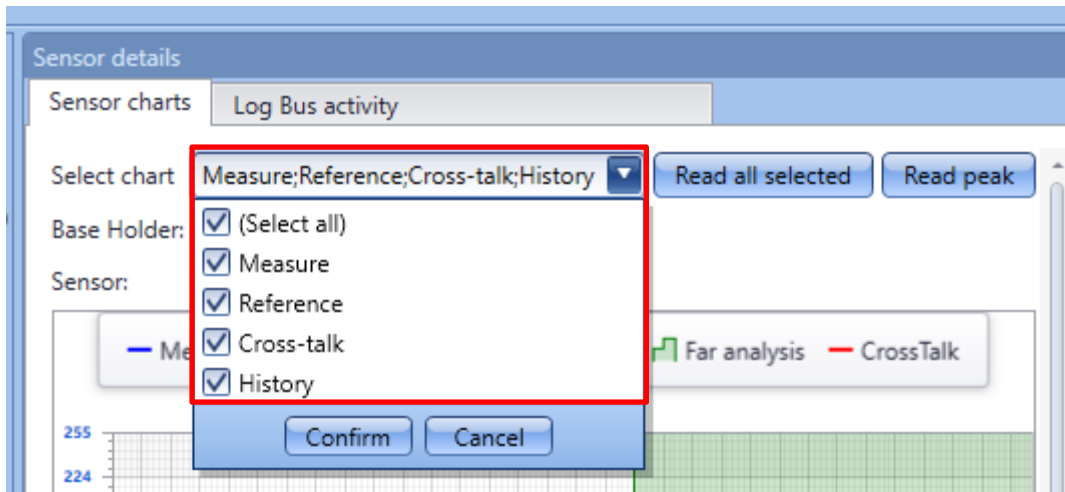 Sensor details
Sensor charts Log Bus activity
Select chart Measure;Reference;Cross-talk;History Read all selected Read peak
Base Holder: (Select all)
Measure
Sensor:
Reference
Cross-talk
Far analysis CrossTalk
History
Confirm Cancel
255
224